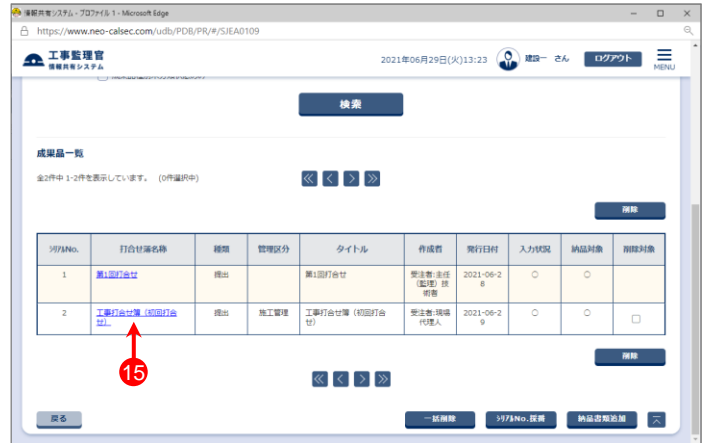 情報共有システム - プロファイル 1 - Microsoft Edge
https://www.neo-calsec.com/udb/PDB/PR/#/SJEA0109
工事監理官
情報共有システム
2021年06月29日(火)13:23
建設一 さん
ログアウト
MENU
検索
成果品一覧
全2件中 1-2件を表示しています。 (0件選択中)
削除
ｼﾘｱﾙNo. 打合せ簿名称 種類 管理区分 タイトル 作成者 発行日付 入力状況 納品対象 削除対象
1 第1回打合せ 提出 第1回打合せ 受注者:主任 2021-06-2 ○ ○
(監理) 技 8
術者
2 工事打合せ簿（初回打合 提出 施工管理 工事打合せ簿（初回打合 受注者:現場 2021-06-2 ○ ○
せ） せ） 代理人 9
15
削除
戻る 一括削除 ｼﾘｱﾙNo.採番 納品書類追加